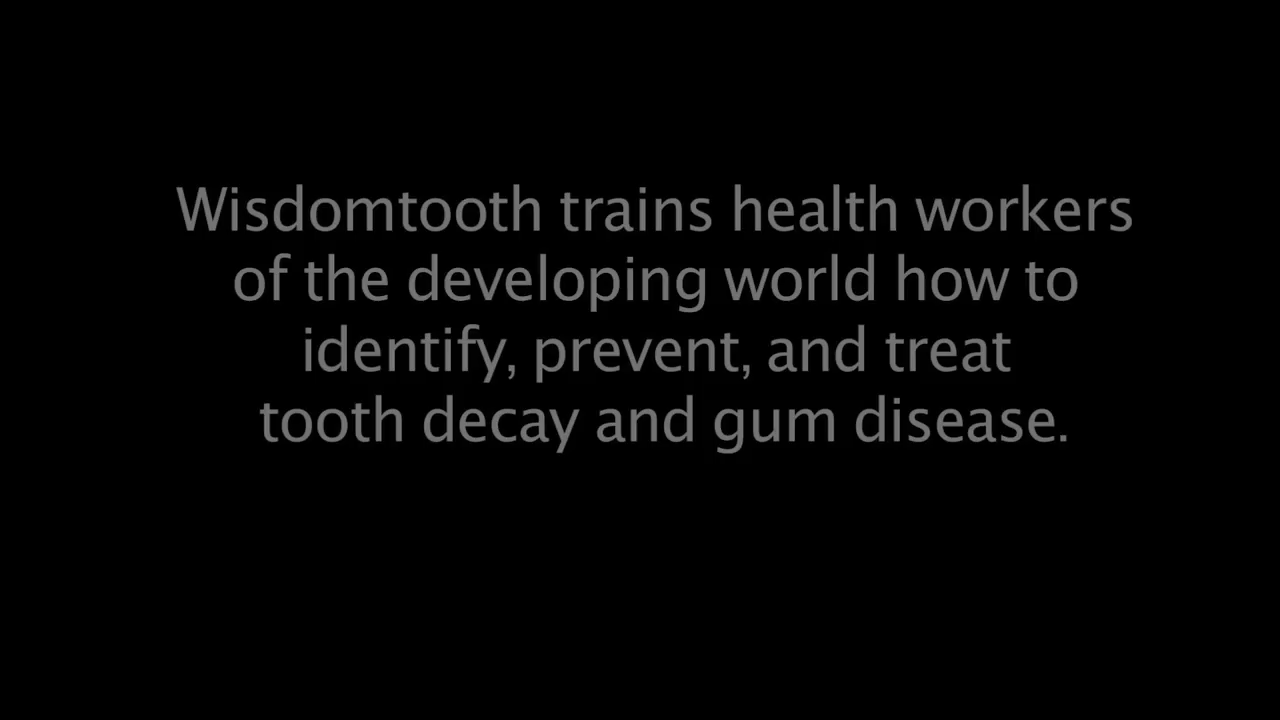 Wisdomtooth trains health workers
of the developing world how to
identify, prevent, and treat
tooth decay and gum disease.